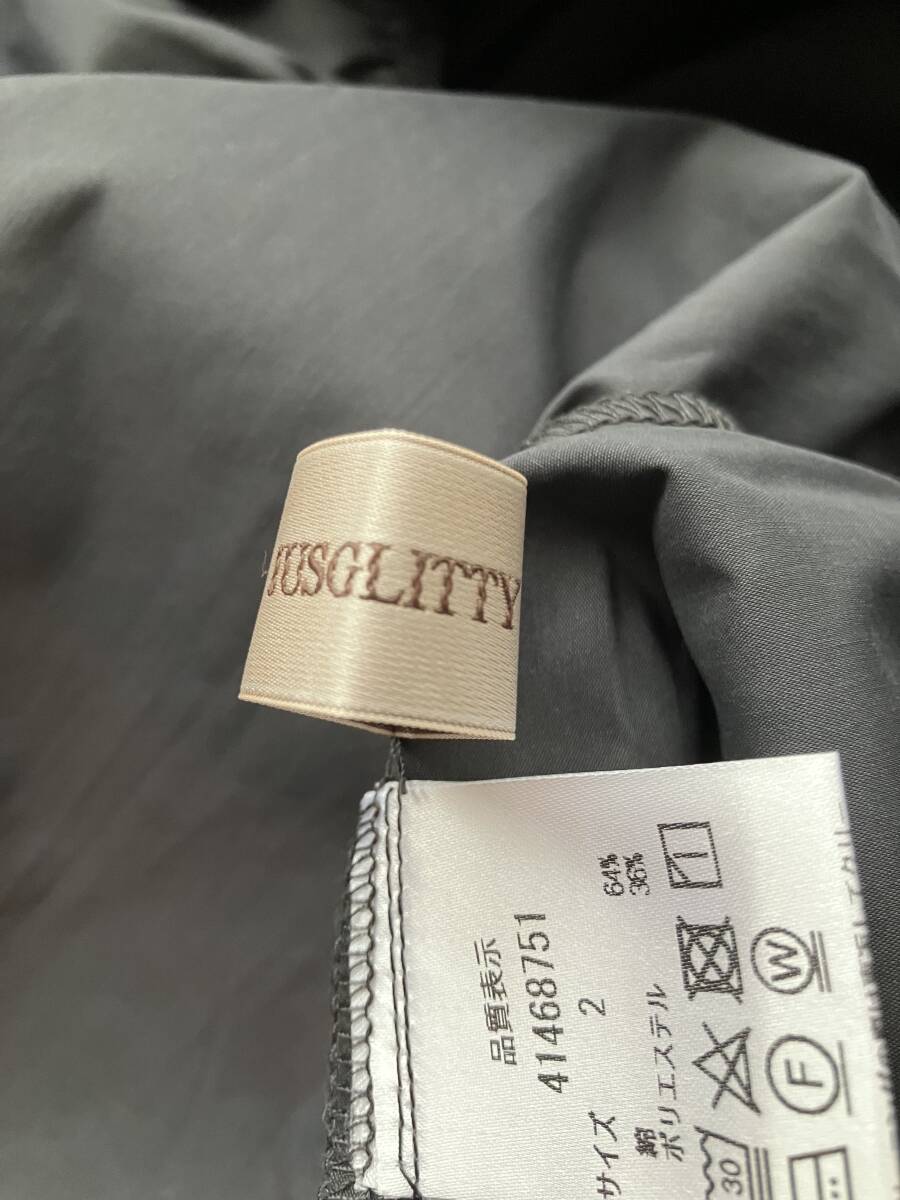 JUSGLITTY
品質表示
41468751
サイズ 2
綿 64%
ポリエステル 36%
30
F
W